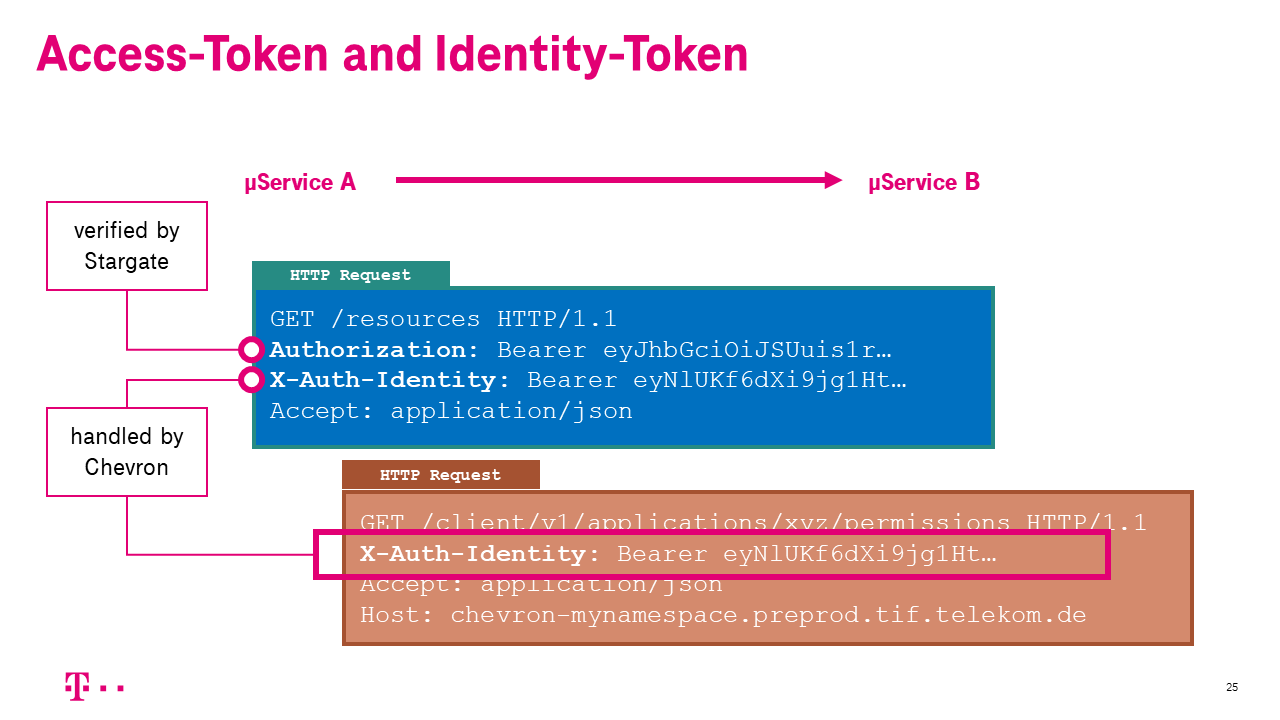 Access-Token and Identity-Token
µService A
µService B
verified by
Stargate
HTTP Request
GET /resources HTTP/1.1
Authorization: Bearer eyJhbGciOiJSUuis1r…
X-Auth-Identity: Bearer eyNlUKf6dXi9jg1Ht…
Accept: application/json
handled by
Chevron
HTTP Request
GET /client/v1/applications/xyz/permissions HTTP/1.1
X-Auth-Identity: Bearer eyNlUKf6dXi9jg1Ht…
Accept: application/json
Host: chevron-mynamespace.preprod.tif.telekom.de
T
25